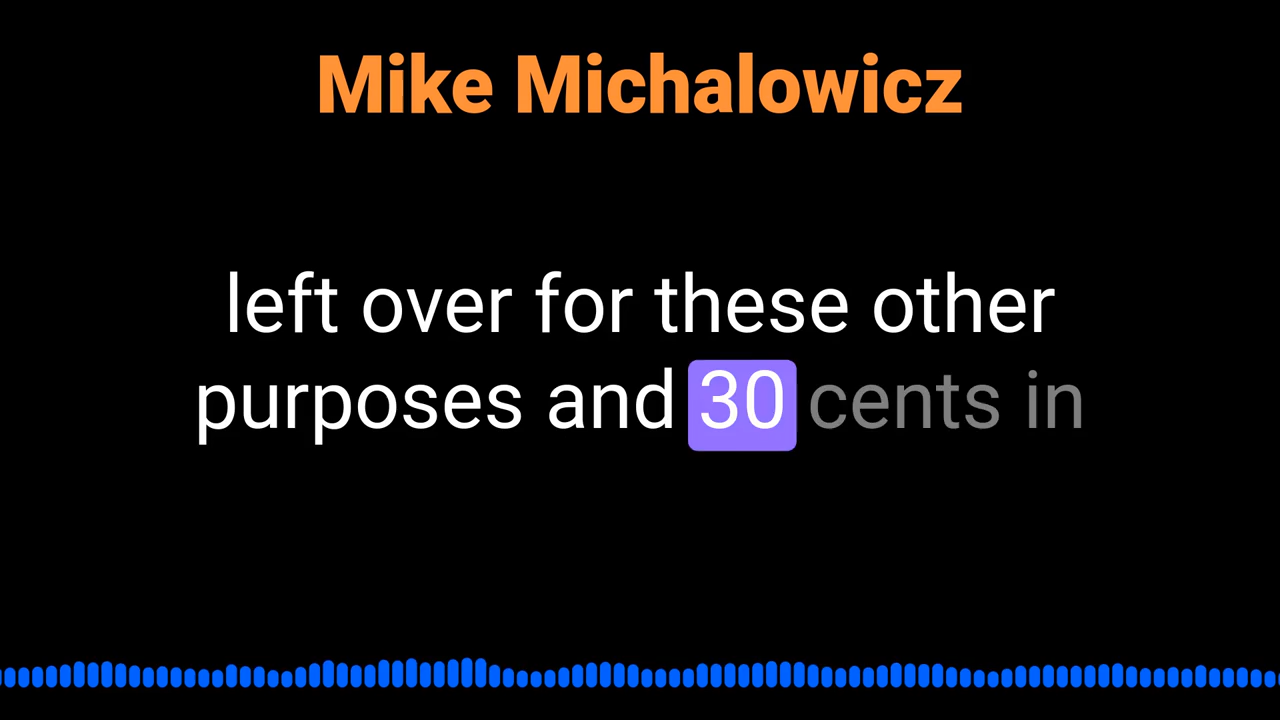 Mike Michalowicz
left over for these other
purposes and 30 cents in